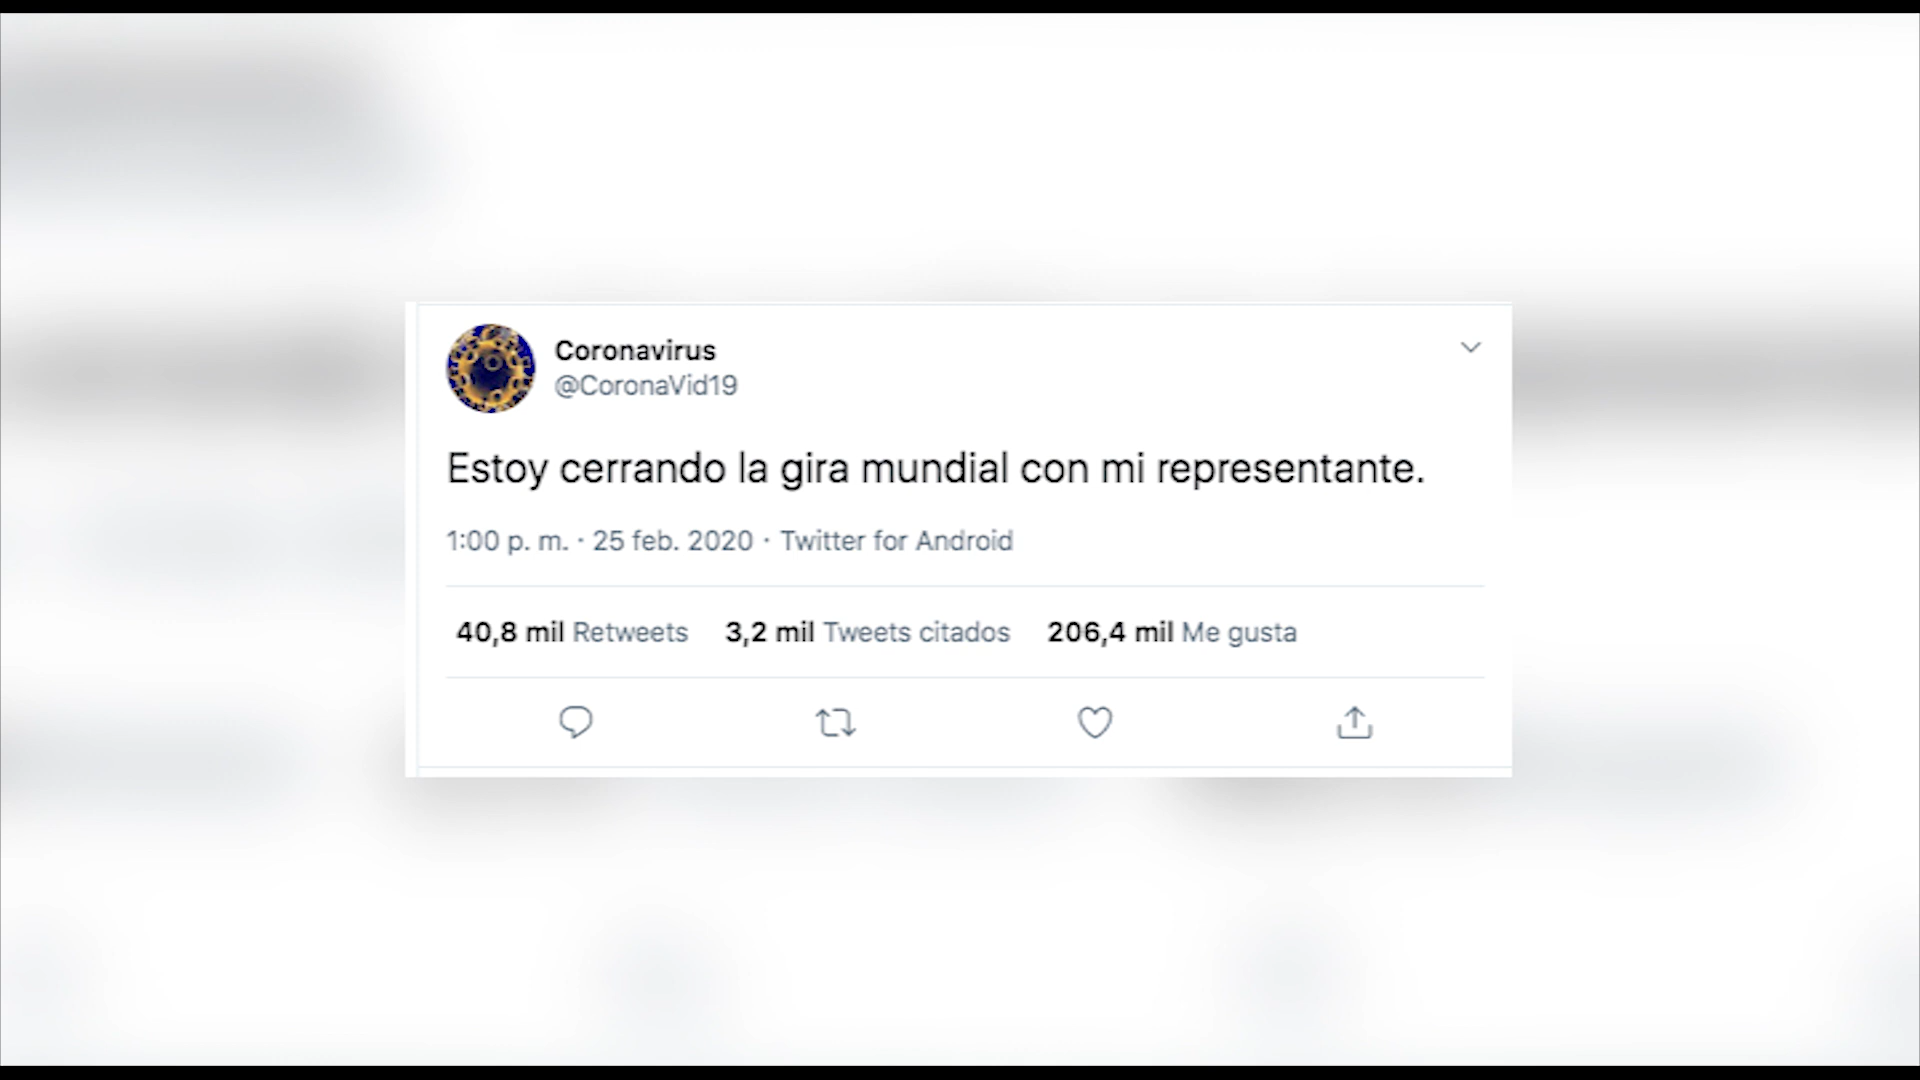 Coronavirus
@CoronaVid19
Estoy cerrando la gira mundial con mi representante.
1:00 p. m. · 25 feb. 2020 · Twitter for Android
40,8 mil Retweets 3,2 mil Tweets citados 206,4 mil Me gusta